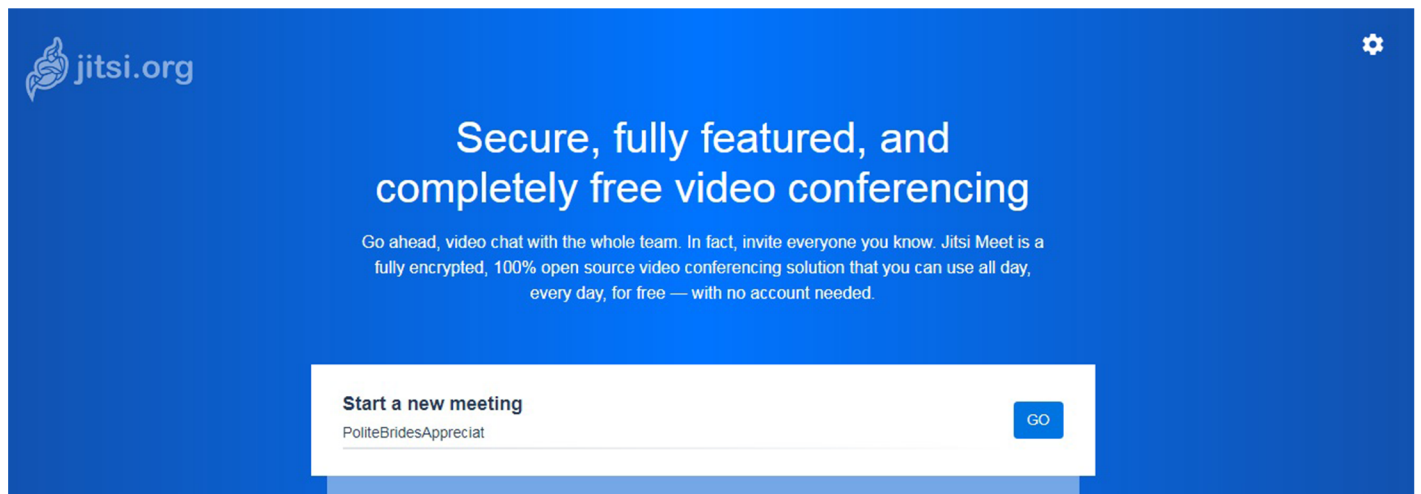 jitsi.org
Secure, fully featured, and
completely free video conferencing
Go ahead, video chat with the whole team. In fact, invite everyone you know. Jitsi Meet is a
fully encrypted, 100% open source video conferencing solution that you can use all day,
every day, for free — with no account needed.
Start a new meeting
PoliteBridesAppreciat
GO